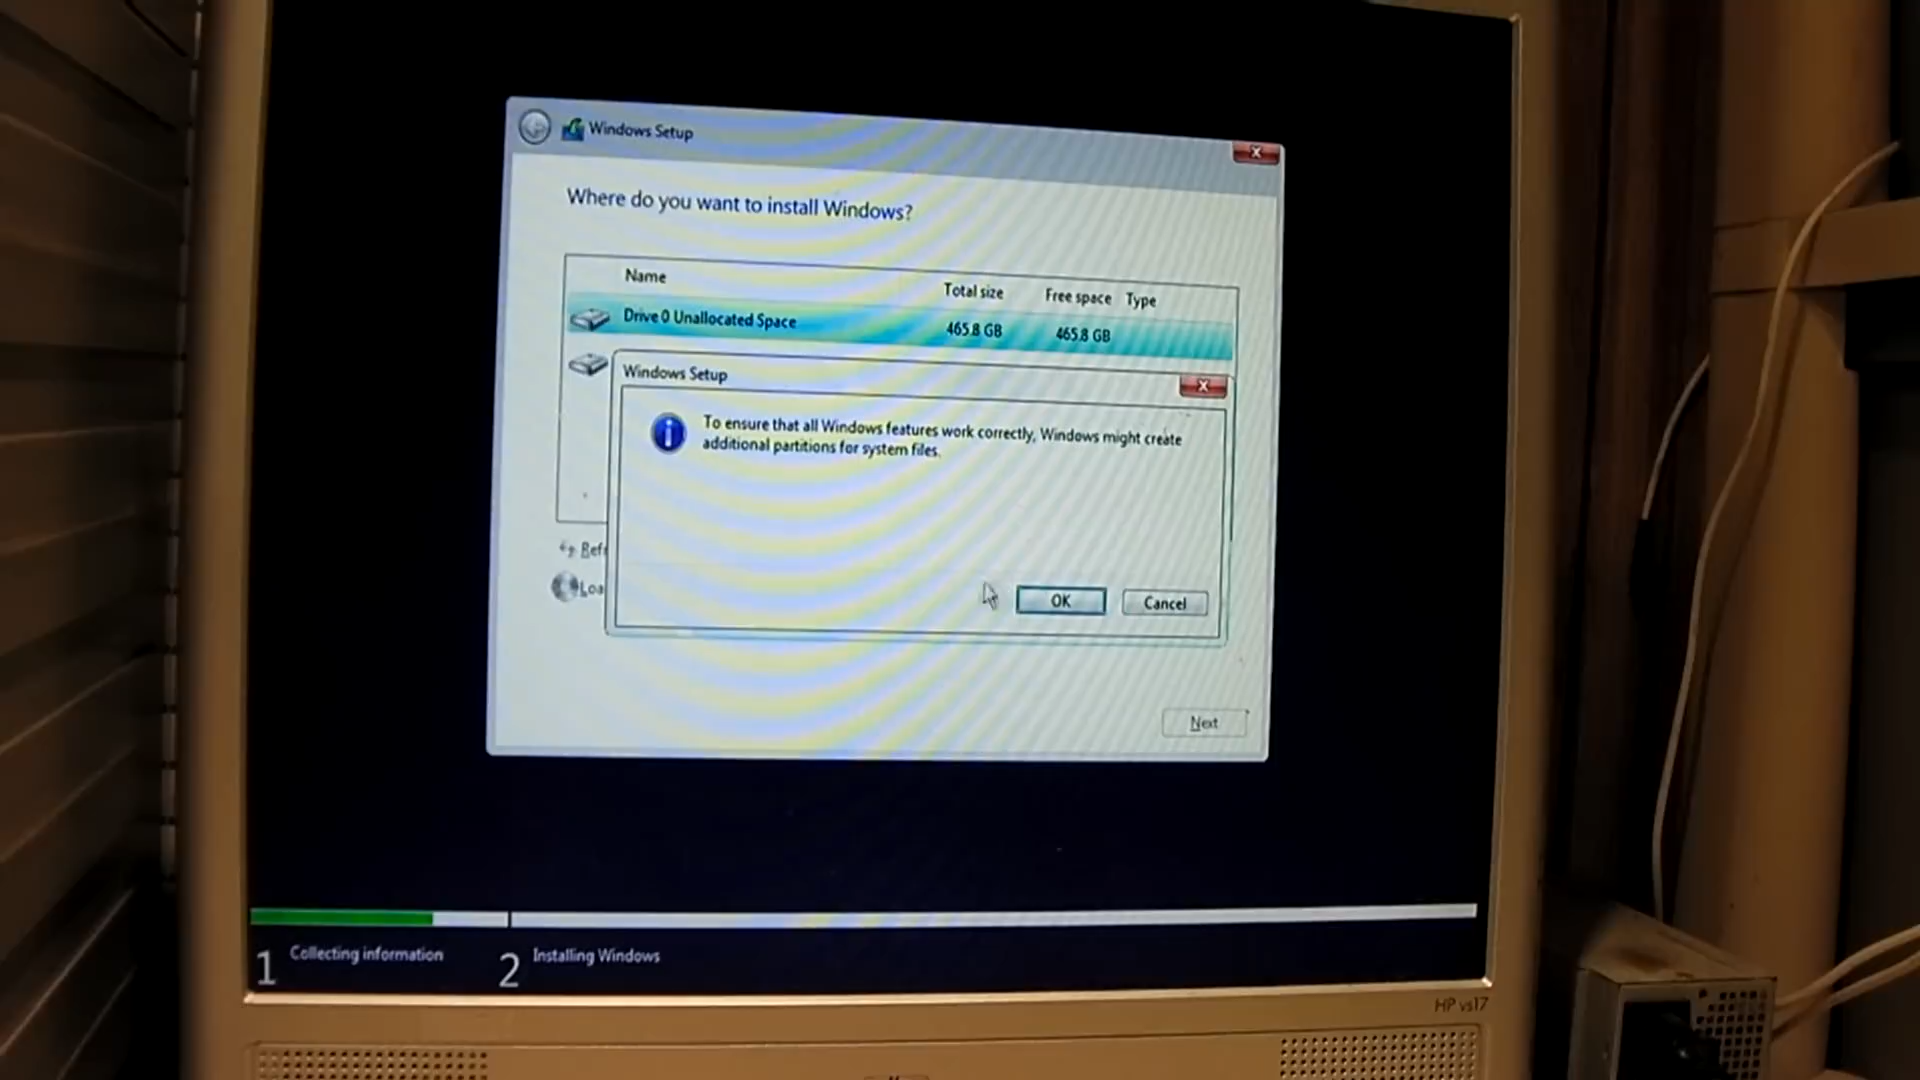 Windows Setup
Where do you want to install Windows?
Name Total size Free space Type
Drive 0 Unallocated Space 465.8 GB 465.8 GB
Windows Setup
To ensure that all Windows features work correctly, Windows might create
additional partitions for system files.
Refr
Loa
OK Cancel
Next
1 Collecting information 2 Installing Windows
HP vs17